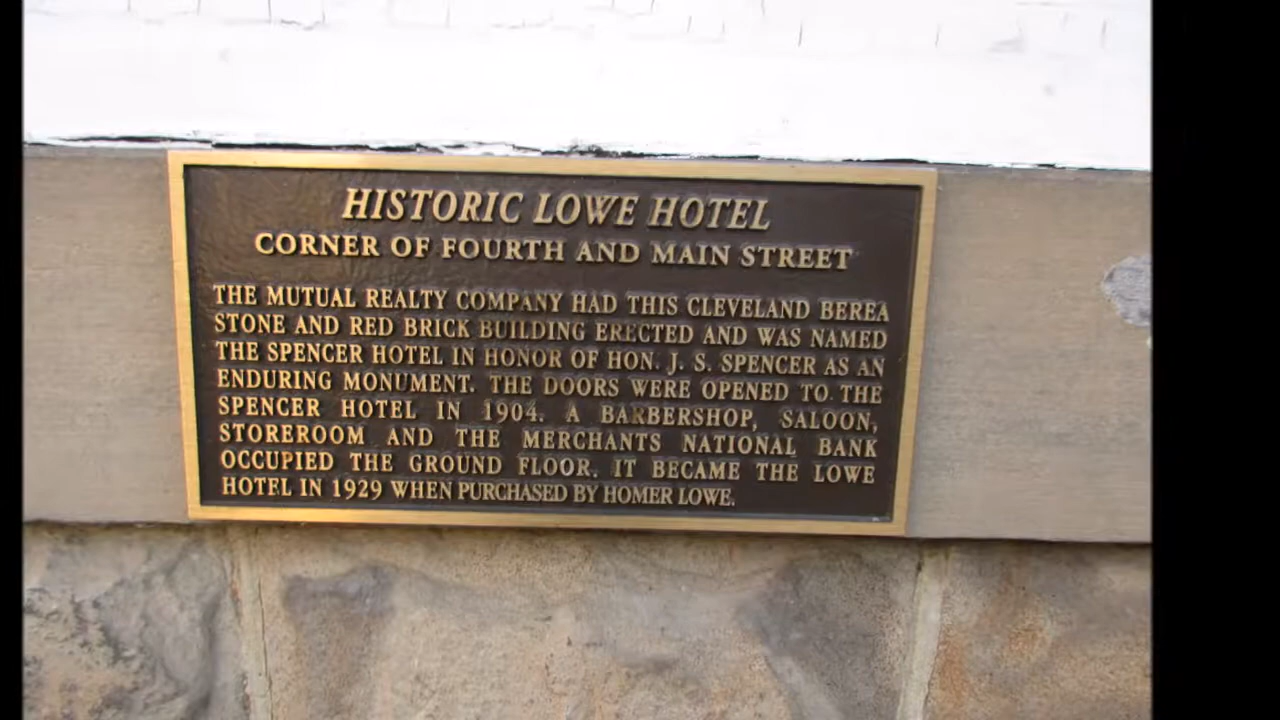 HISTORIC LOWE HOTEL
CORNER OF FOURTH AND MAIN STREET
THE MUTUAL REALTY COMPANY HAD THIS CLEVELAND BEREA
STONE AND RED BRICK BUILDING ERECTED AND WAS NAMED
THE SPENCER HOTEL IN HONOR OF HON. J. S. SPENCER AS AN
ENDURING MONUMENT. THE DOORS WERE OPENED TO THE
SPENCER HOTEL IN 1904. A BARBERSHOP, SALOON,
STOREROOM AND THE MERCHANTS NATIONAL BANK
OCCUPIED THE GROUND FLOOR. IT BECAME THE LOWE
HOTEL IN 1929 WHEN PURCHASED BY HOMER LOWE.